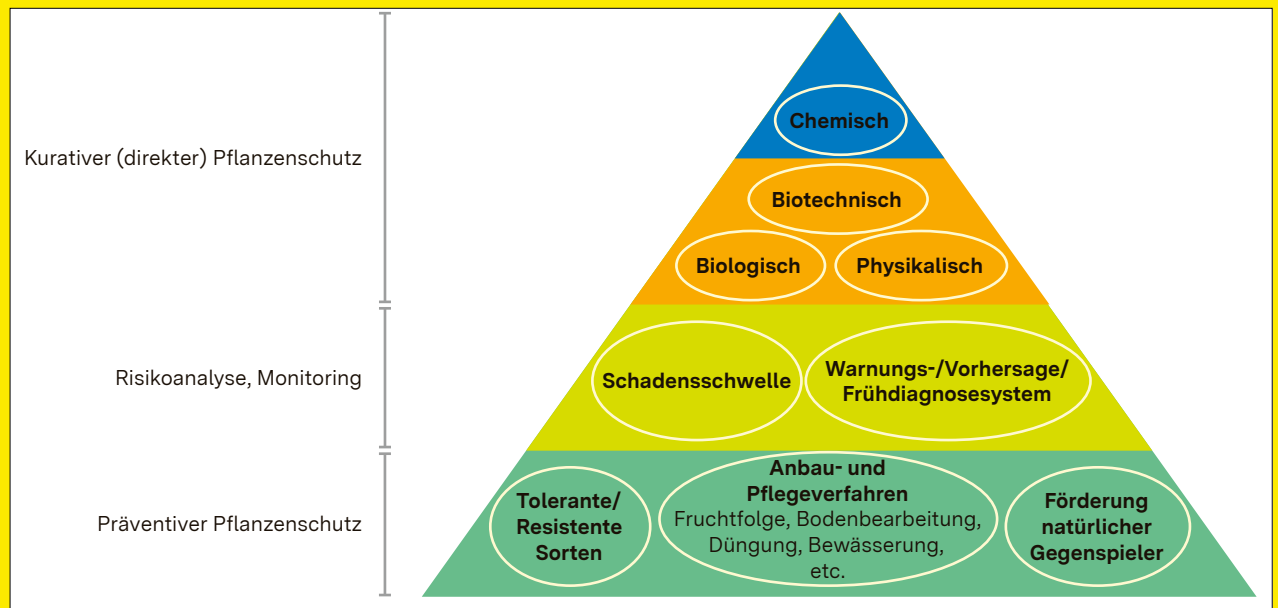 Kurativer (direkter) Pflanzenschutz
Chemisch
Biotechnisch
Biologisch
Physikalisch
Risikoanalyse, Monitoring
Schadensschwelle
Warnungs-/Vorhersage/
Frühdiagnosesystem
Präventiver Pflanzenschutz
Tolerante/
Resistente
Sorten
Anbau- und
Pflegeverfahren
Fruchtfolge, Bodenbearbeitung,
Düngung, Bewässerung,
etc.
Förderung
natürlicher
Gegenspieler